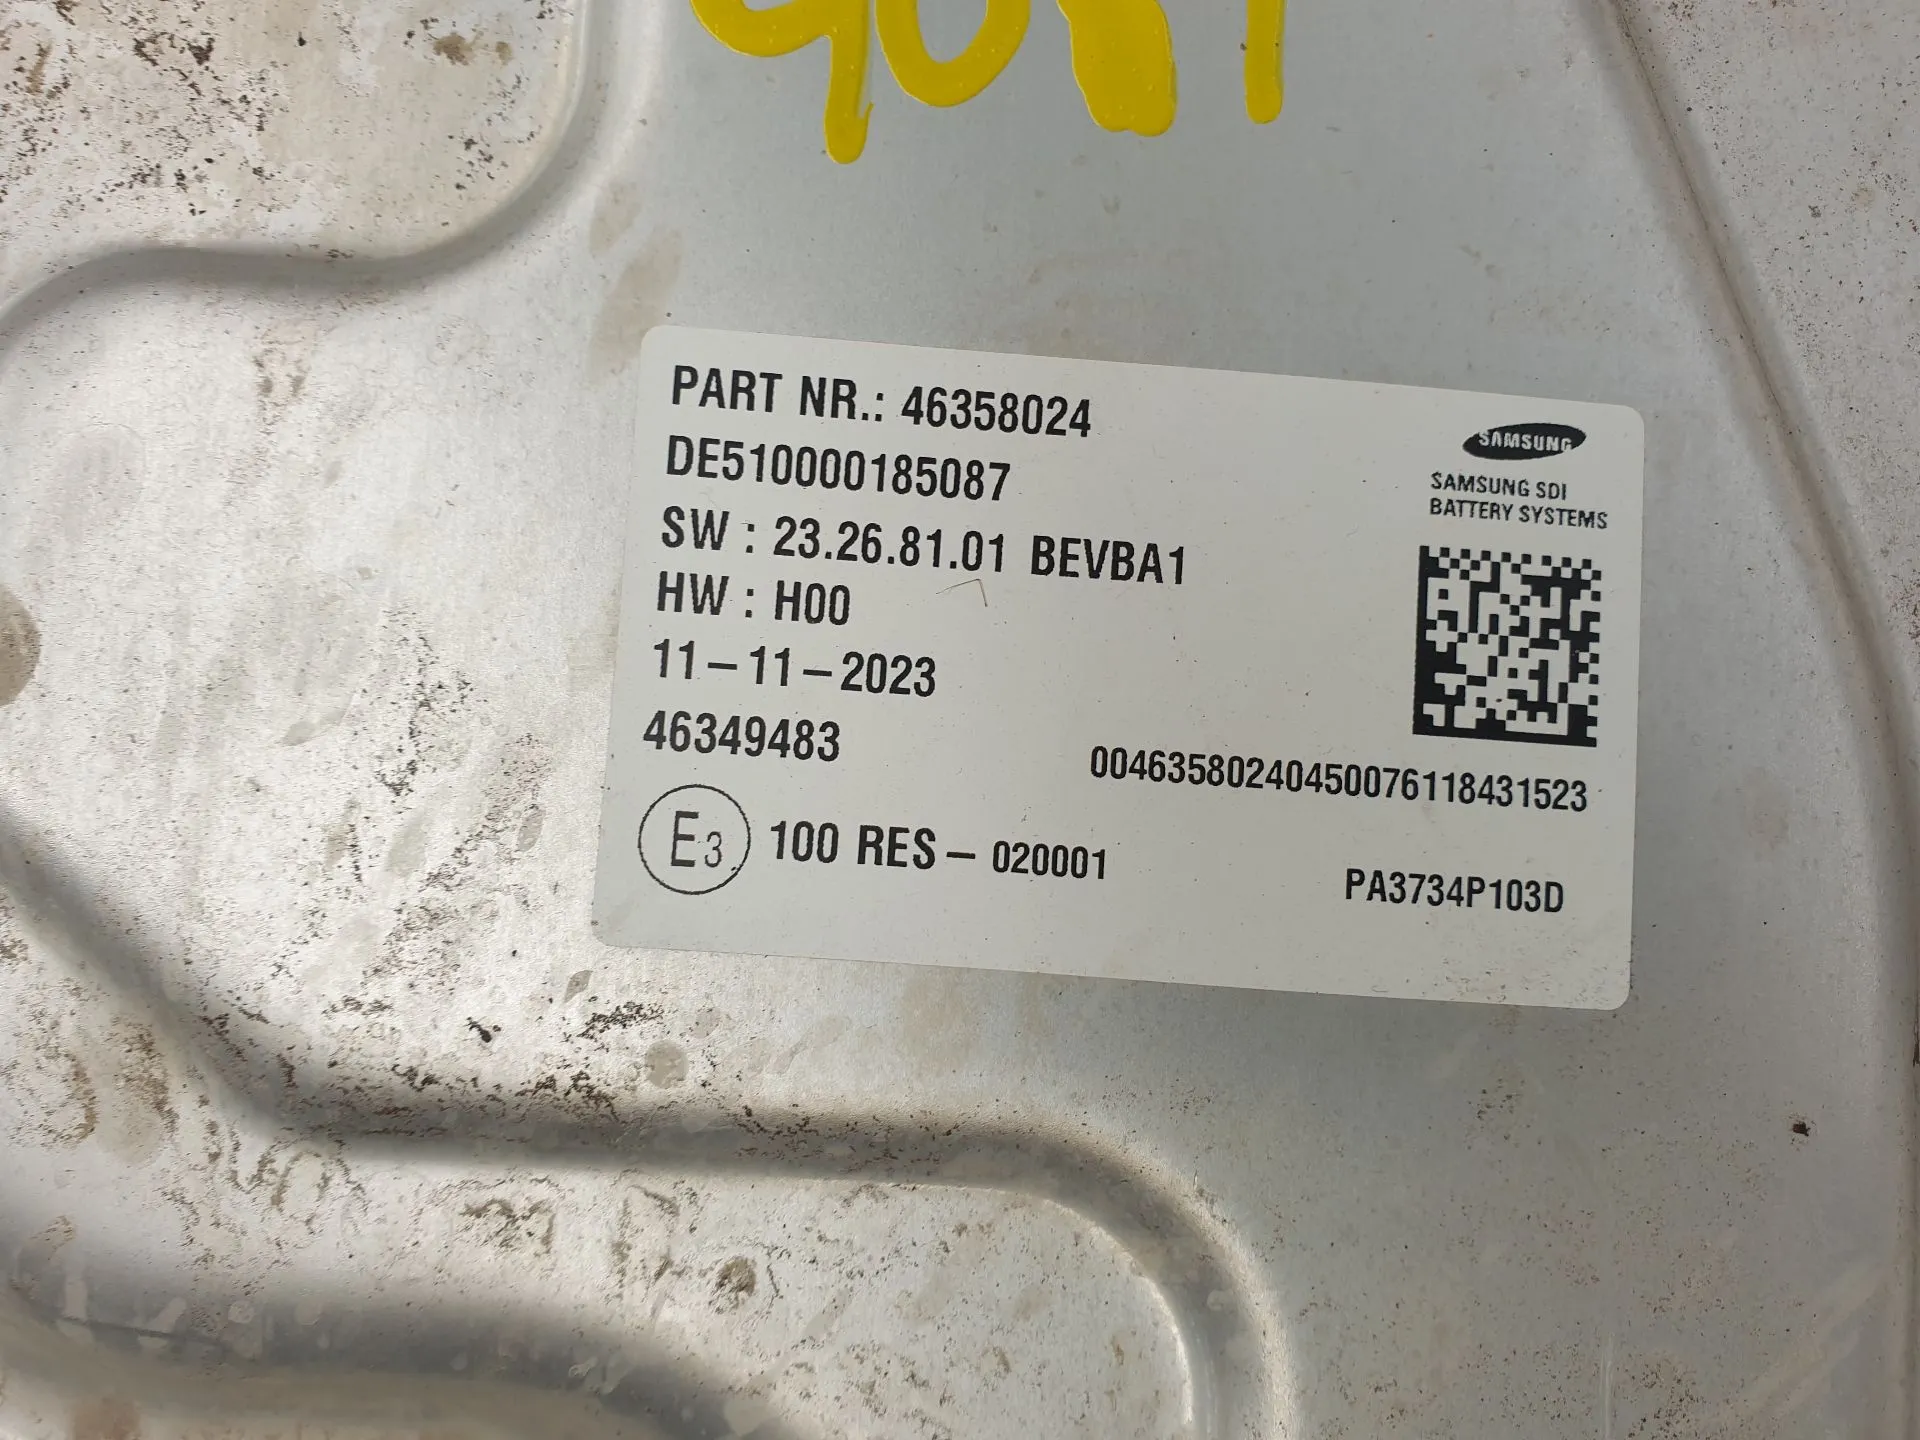 PART NR.: 46358024
DE510000185087
SW : 23.26.81.01 BEVBA1
HW : H00
11-11-2023
46349483
E3 100 RES - 020001
SAMSUNG
SAMSUNG SDI
BATTERY SYSTEMS
00463580240450076118431523
PA3734P103D